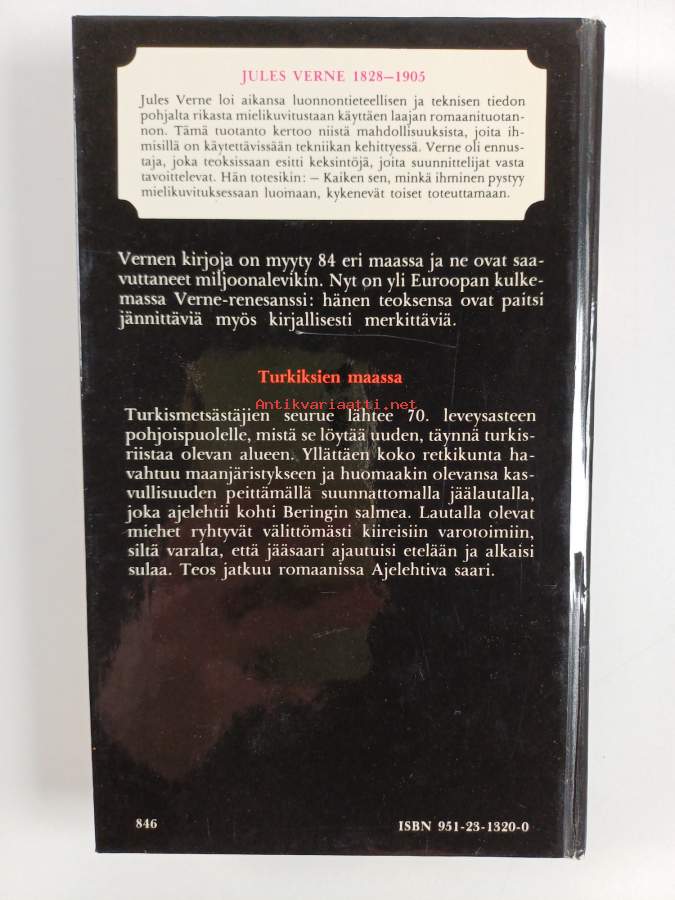 JULES VERNE 1828—1905
Jules Verne loi aikansa luonnontieteellisen ja teknisen tiedon
pohjalta rikasta mielikuvitustaan käyttäen laajan romaanituotan-
non. Tämä tuotanto kertoo niistä mahdollisuuksista, joita ih-
misillä on käytettävissään tekniikan kehittyessä. Verne oli ennus-
taja, joka teoksissaan esitti keksintöjä, joita suunnittelijat vasta
tavoittelevat. Hän totesikin: — Kaiken sen, minkä ihminen pystyy
mielikuvituksessaan luomaan, kykenevät toiset toteuttamaan.
Vernen kirjoja on myyty 84 eri maassa ja ne ovat saa-
vuttaneet miljoonalevikin. Nyt on yli Euroopan kulke-
massa Verne-renesanssi: hänen teoksensa ovat paitsi
jännittäviä myös kirjallisesti merkittäviä.
Turkiksien maassa
Antikvariaatti.net
Turkismetsästäjien seurue lähtee 70. leveysasteen
pohjoispuolelle, mistä se löytää uuden, täynnä turkis-
riistaa olevan alueen. Yllättäen koko retkikunta ha-
vahtuu maanjäristykseen ja huomaakin olevansa kas-
vullisuuden peittämällä suunnattomalla jäälautalla,
joka ajelehtii kohti Beringin salmea. Lautalla olevat
miehet ryhtyvät välittömästi kiireisiin varotoimiin,
siltä varalta, että jääsaari ajautuisi etelään ja alkaisi
sulaa. Teos jatkuu romaanissa Ajelehtiva saari.
846
ISBN 951-23-1320-0